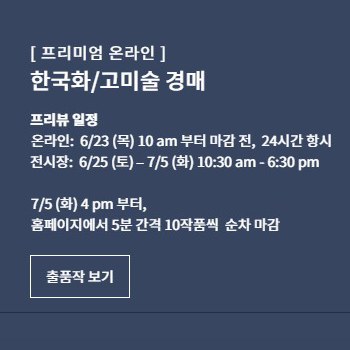 [ 프리미엄 온라인 ]
한국화/고미술 경매
프리뷰 일정
온라인: 6/23 (목) 10 am 부터 마감 전, 24시간 항시
전시장: 6/25 (토) – 7/5 (화) 10:30 am - 6:30 pm
7/5 (화) 4 pm 부터,
홈페이지에서 5분 간격 10작품씩 순차 마감
출품작 보기